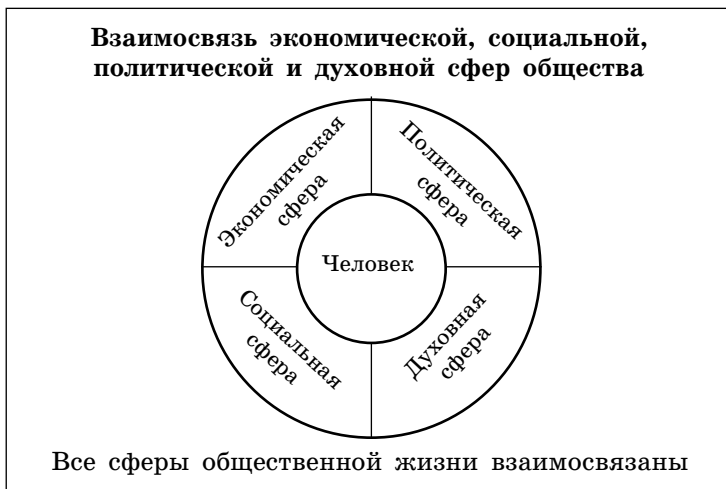 Взаимосвязь экономической, социальной,
политической и духовной сфер общества
Экономическая
сфера
Политическая
сфера
Человек
Социальная
сфера
Духовная
сфера
Все сферы общественной жизни взаимосвязаны